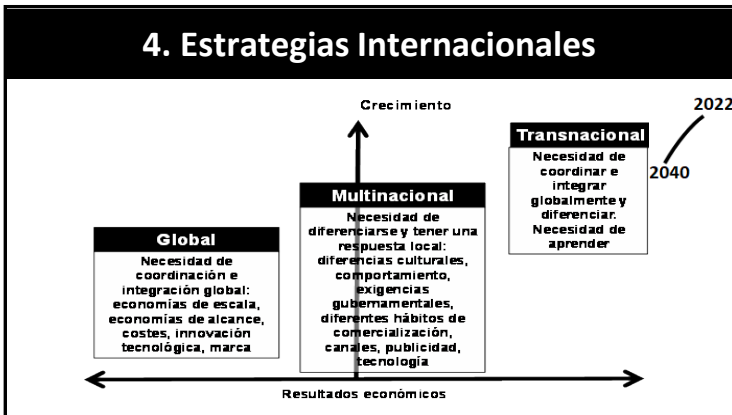 4. Estrategias Internacionales
Crecimiento
2022
Transnacional
Necesidad de
coordinar e
integrar
globalmente y
diferenciar.
Necesidad de
aprender
2040
Multinacional
Necesidad de
diferenciarse y tener una
respuesta local:
diferencias culturales,
comportamiento,
exigencias
gubernamentales,
diferentes hábitos de
comercialización,
canales, publicidad,
tecnología
Global
Necesidad de
coordinación e
integración global:
economías de escala,
economías de alcance,
costes, innovación
tecnológica, marca
Resultados económicos